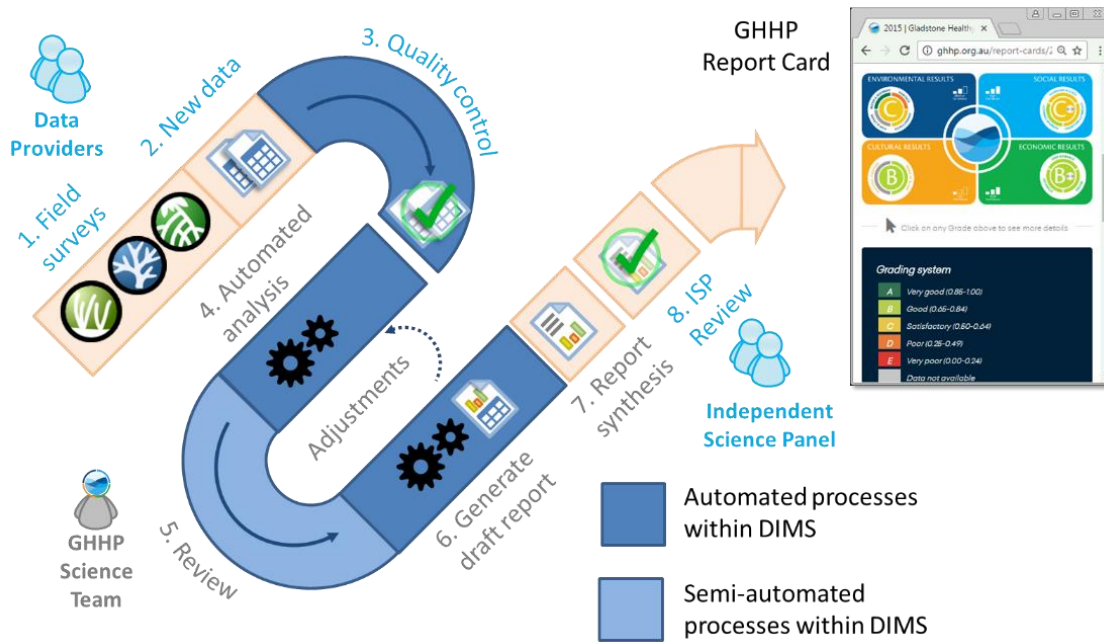 Data
Providers
1. Field
surveys
2. New data
3. Quality control
4. Automated
analysis
Adjustments
5. Review
GHHP
Science
Team
6. Generate
draft report
7. Report
synthesis
8. ISP
Review
Independent
Science Panel
GHHP
Report Card
Automated processes
within DIMS
Semi-automated
processes within DIMS
2015 | Gladstone Health
ghhp.org.au/report-cards/2
ENVIRONMENTAL RESULTS
C
SOCIAL RESULTS
C
CULTURAL RESULTS
B
ECONOMIC RESULTS
B
Click on any Grade above to see more details
Grading system
A Very good (0.85-1.00)
B Good (0.65-0.84)
C Satisfactory (0.50-0.64)
D Poor (0.25-0.49)
E Very poor (0.00-0.24)
Data not available